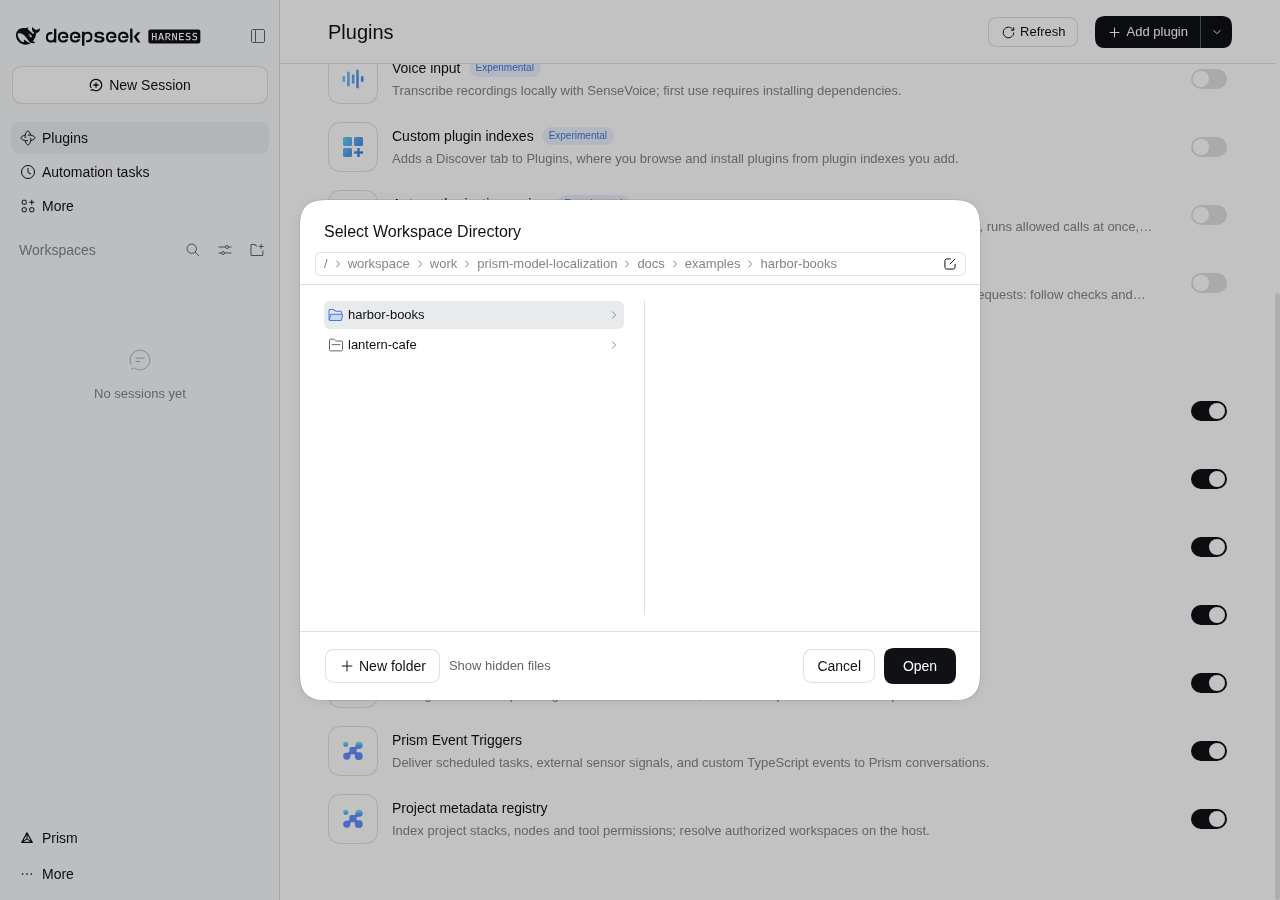 deepseek HARNESS
New Session
Plugins
Automation tasks
More
Workspaces
No sessions yet
Prism
More
Plugins
Refresh
Add plugin
Voice input Experimental
Transcribe recordings locally with SenseVoice; first use requires installing dependencies.
Custom plugin indexes Experimental
Adds a Discover tab to Plugins, where you browse and install plugins from plugin indexes you add.
, runs allowed calls at once,…
equests: follow checks and…
Select Workspace Directory
/ workspace work prism-model-localization docs examples harbor-books
harbor-books
lantern-cafe
New folder
Show hidden files
Cancel
Open
Prism Event Triggers
Deliver scheduled tasks, external sensor signals, and custom TypeScript events to Prism conversations.
Project metadata registry
Index project stacks, nodes and tool permissions; resolve authorized workspaces on the host.